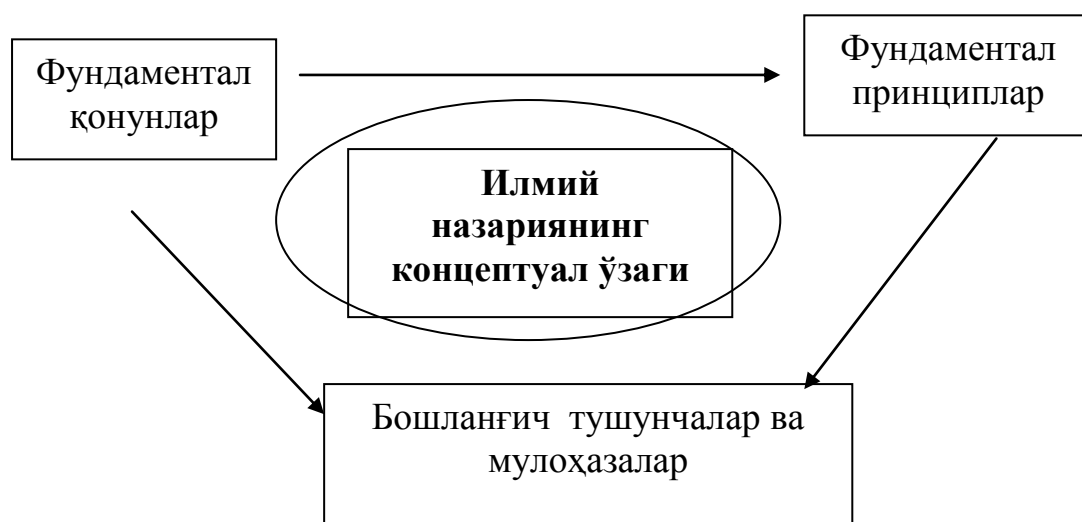 Фундаментал
қонунлар
Фундаментал
принциплар
Илмий
назариянинг
концептуал ўзаги
Бошланғич тушунчалар ва
мулоҳазалар